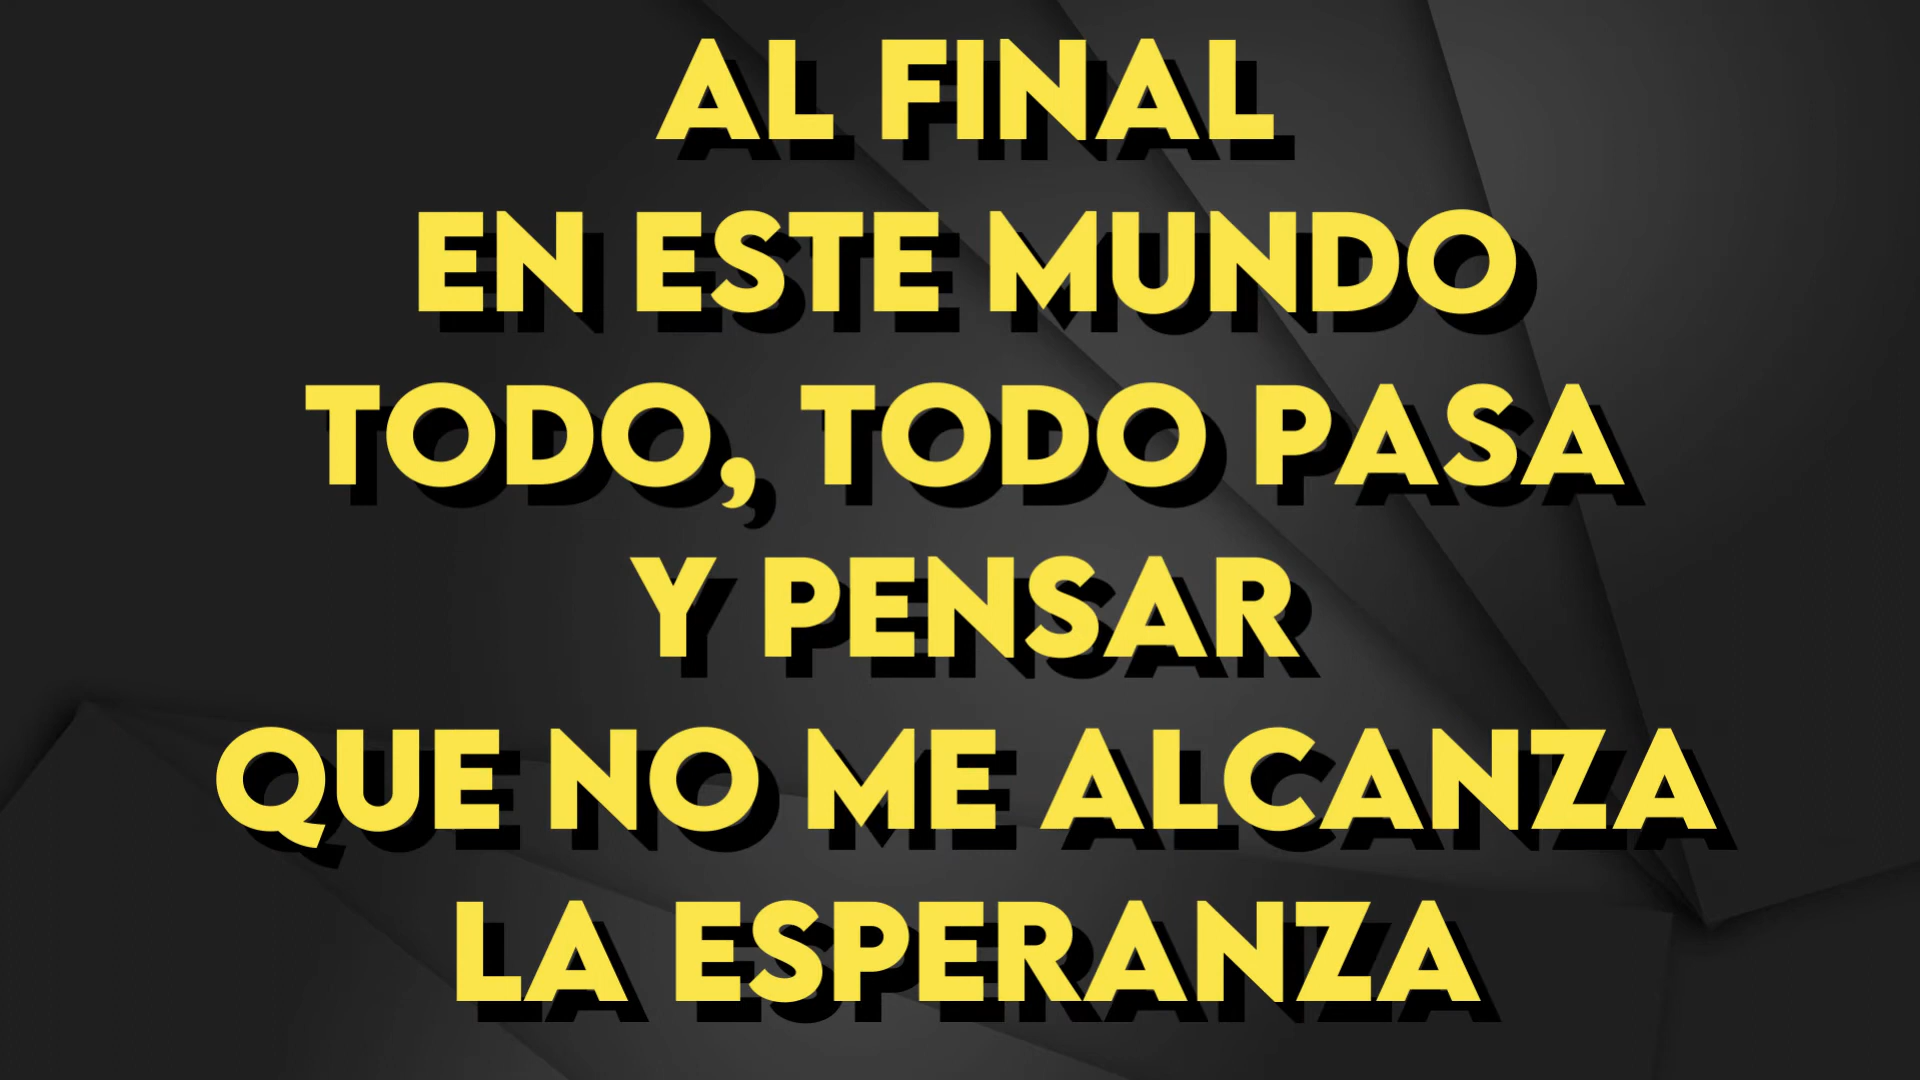 AL FINAL
EN ESTE MUNDO
TODO, TODO PASA
Y PENSAR
QUE NO ME ALCANZA
LA ESPERANZA